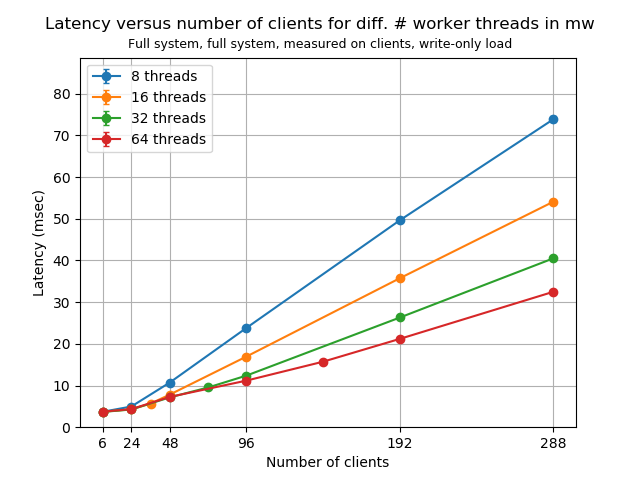 Latency versus number of clients for diff. # worker threads in mw
Full system, full system, measured on clients, write-only load
8 threads
16 threads
32 threads
64 threads
Latency (msec)
80
70
60
50
40
30
20
10
0
6 24 48 96 192 288
Number of clients